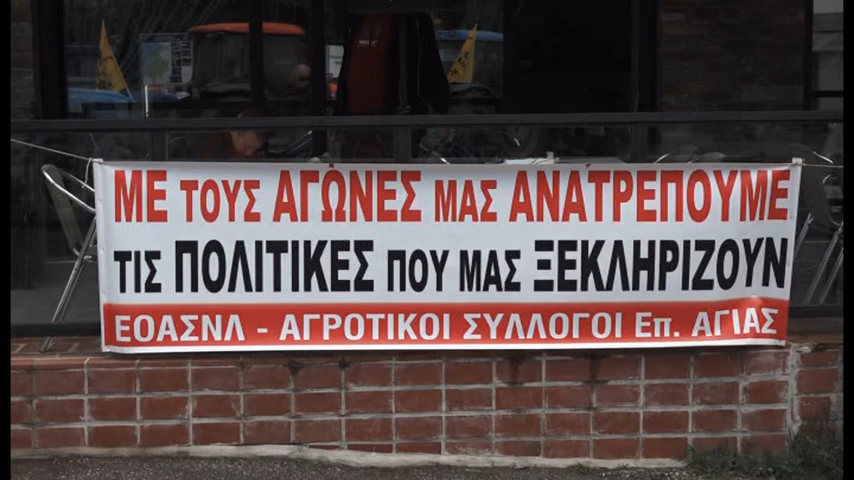 ΜΕ ΤΟΥΣ ΑΓΩΝΕΣ ΜΑΣ ΑΝΑΤΡΕΠΟΥΜΕ
ΤΙΣ ΠΟΛΙΤΙΚΕΣ ΠΟΥ ΜΑΣ ΞΕΚΛΗΡΙΖΟΥΝ
ΕΟΑΣΝΛ - ΑΓΡΟΤΙΚΟΙ ΣΥΛΛΟΓΟΙ Επ. ΑΓΙΑΣ